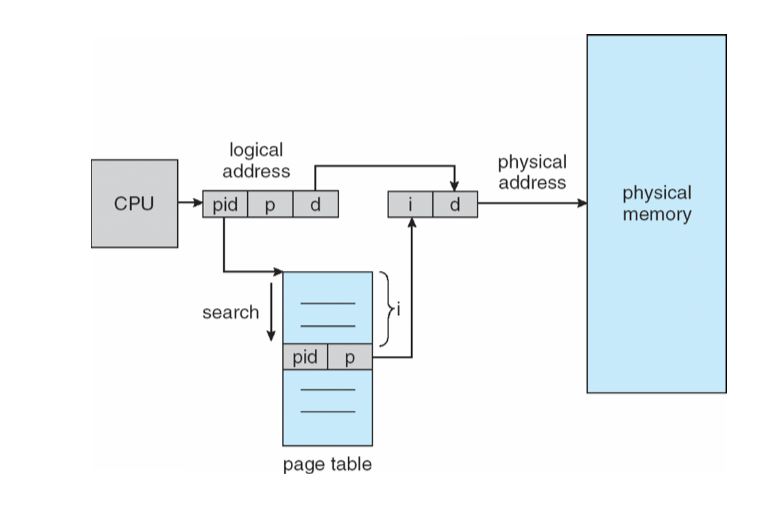 logical
address
physical
address
CPU
pid p d
i d
physical
memory
search
i
pid p
page table